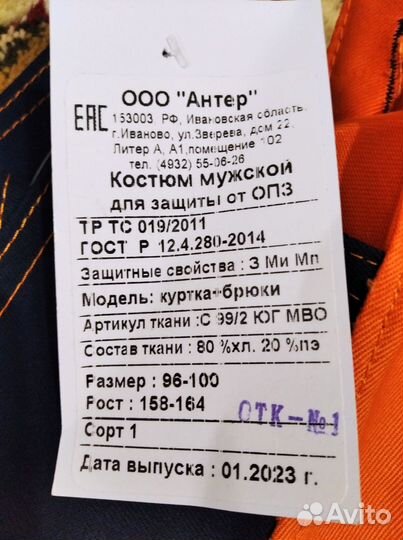 ООО "Антер"
EAC
153003, РФ, Ивановская область,
г.Иваново, ул.Зверева, дом 22,
Литер А, А1,помещение 102
тел. (4932) 55-06-26
Костюм мужской
для защиты от ОПЗ
ТР ТС 019/2011
ГОСТ Р 12.4.280-2014
Защитные свойства : З Ми Мп
Модель: куртка+брюки
Артикул ткани :С 99/2 ЮГ МВО
Состав ткани : 80 %хл. 20 %пэ
Размер : 96-100
Рост : 158-164
ОТК-№1
Сорт 1
Дата выпуска : 01.2023 г.
Avito